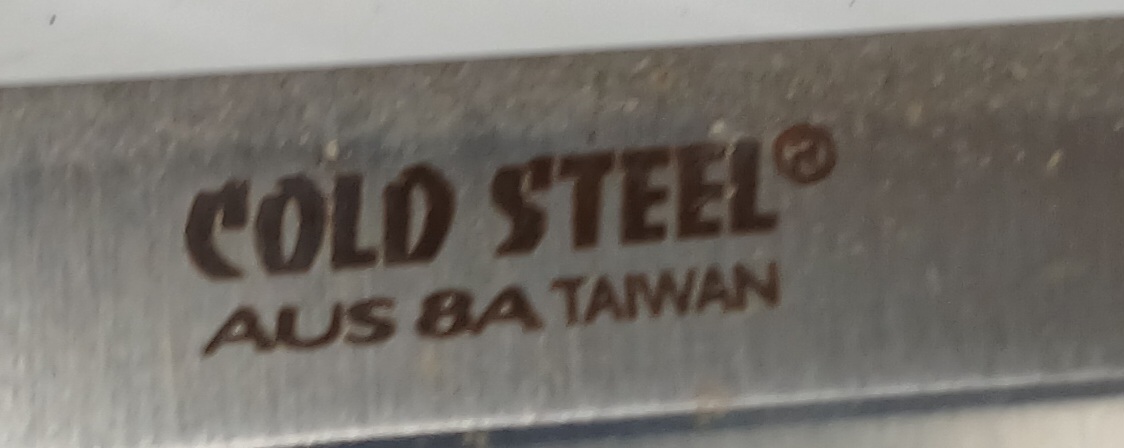 COLD STEEL®
AUS 8A TAIWAN